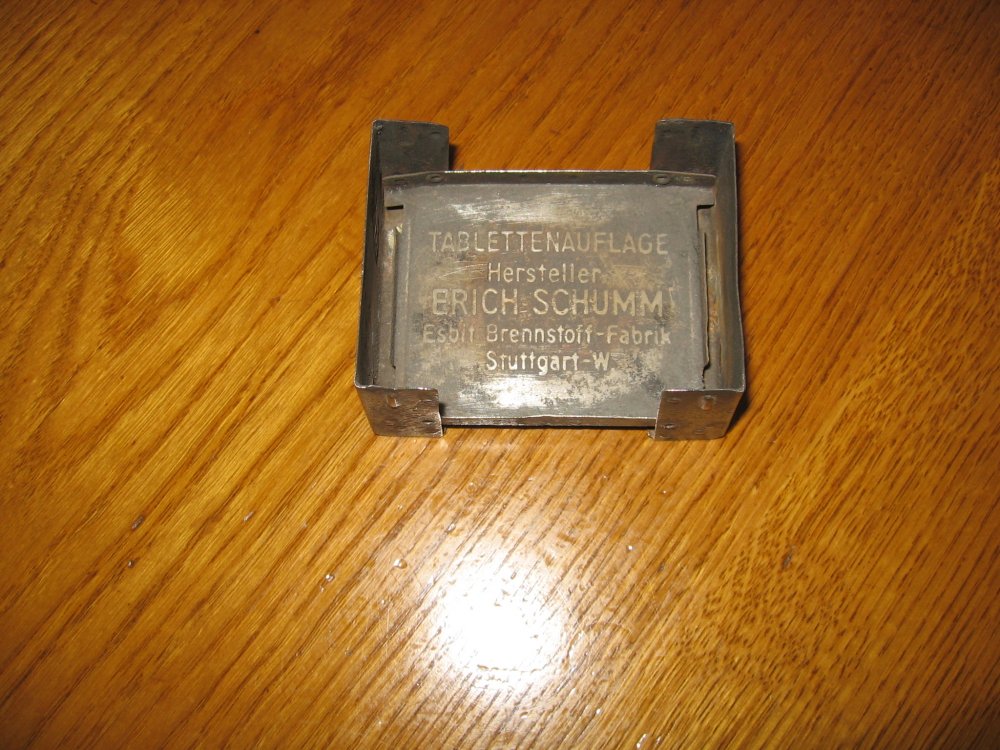 TABLETTENAUFLAGE
Hersteller
ERICH SCHUMM
Esbit Brennstoff-Fabrik
Stuttgart-W.